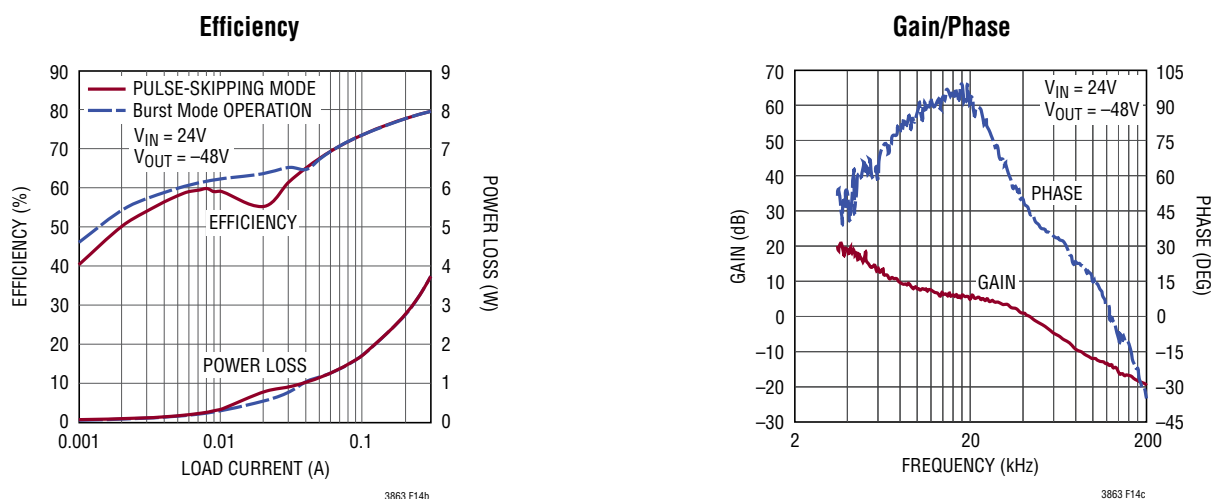 Efficiency
90
80
70
60
50
40
30
20
10
0
EFFICIENCY (%)
PULSE-SKIPPING MODE
Burst Mode OPERATION
VIN = 24V
VOUT = –48V
EFFICIENCY
POWER LOSS
9
8
7
6
5
4
3
2
1
0
POWER LOSS (W)
0.001
0.01
0.1
LOAD CURRENT (A)
3863 F14b
Gain/Phase
70
60
50
40
30
20
10
0
–10
–20
–30
GAIN (dB)
VIN = 24V
VOUT = –48V
PHASE
GAIN
105
90
75
60
45
30
15
0
–15
–30
–45
PHASE (DEG)
2
20
200
FREQUENCY (kHz)
3863 F14c